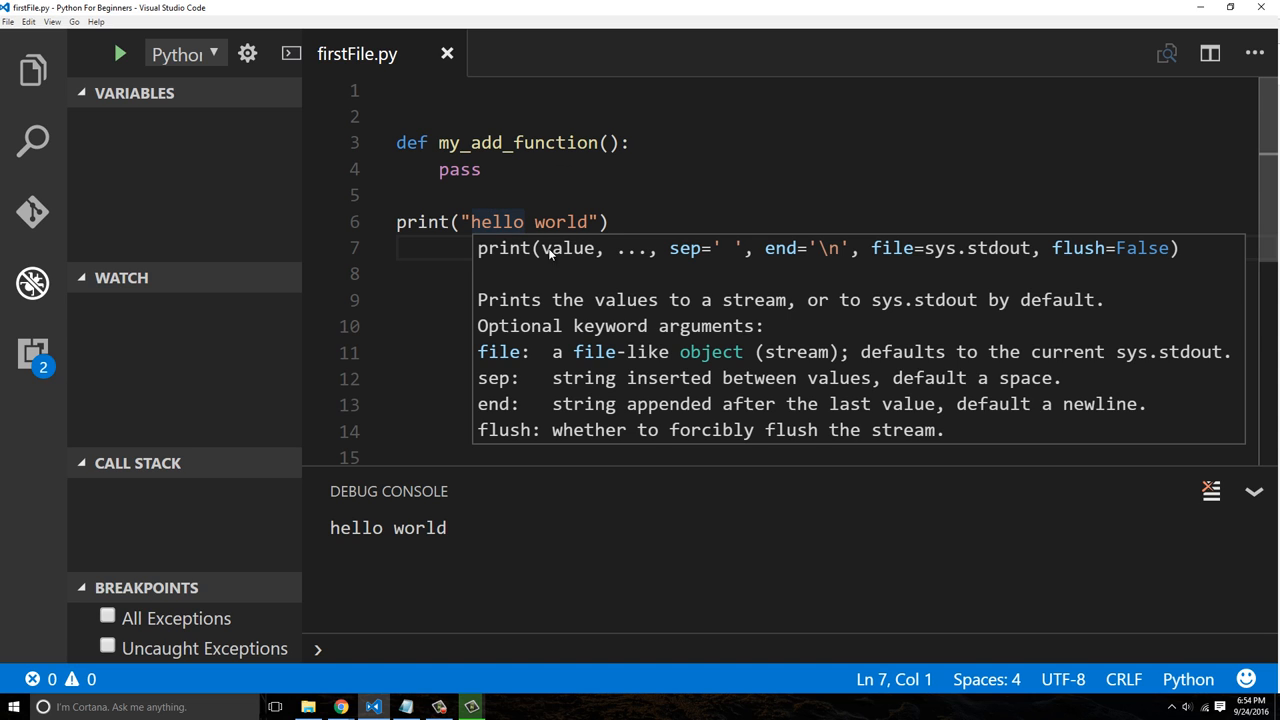 firstFile.py - Python For Beginners - Visual Studio Code
File Edit View Go Help
Python
firstFile.py
VARIABLES
WATCH
CALL STACK
BREAKPOINTS
All Exceptions
Uncaught Exceptions
1
2
3 def my_add_function():
4 pass
5
6 print("hello world")
7 print(value, ..., sep=' ', end='\n', file=sys.stdout, flush=False)
8
9 Prints the values to a stream, or to sys.stdout by default.
10 Optional keyword arguments:
11 file: a file-like object (stream); defaults to the current sys.stdout.
12 sep: string inserted between values, default a space.
13 end: string appended after the last value, default a newline.
14 flush: whether to forcibly flush the stream.
15
DEBUG CONSOLE
hello world
2
0 0
Ln 7, Col 1 Spaces: 4 UTF-8 CRLF Python
I'm Cortana. Ask me anything.
6:54 PM
9/24/2016